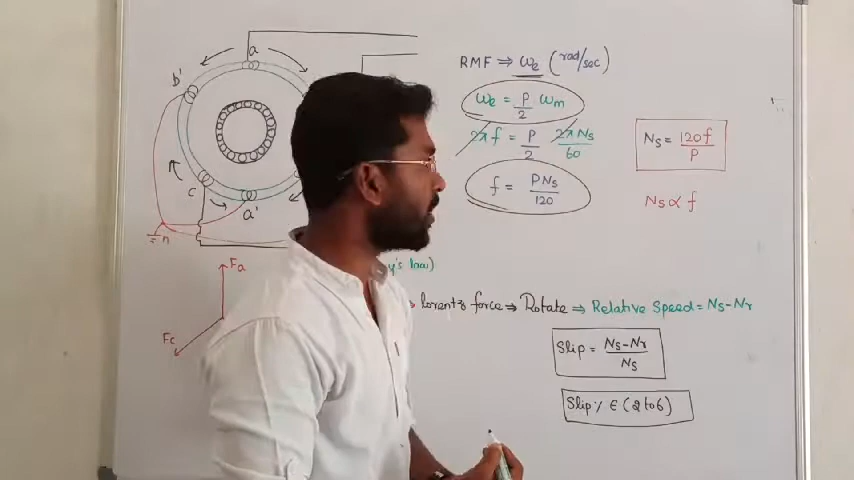 a
b'
c
a'
n
Fa
Fc
RMF ⇒ ωe (rad/sec)
ωe = P/2 ωm
2πf = P/2 2πNs/60
f = PNs/120
Ns = 120f/P
Ns ∝ f
y's law)
lorentz force ⇒ Rotate ⇒ Relative Speed = Ns-Nr
Slip = Ns-Nr/Ns
Slip % ∈ (2 to 6)